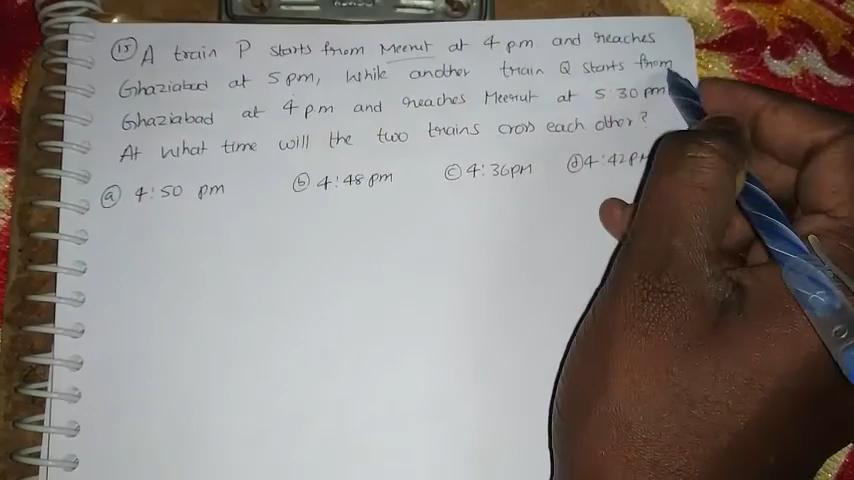 15 A train P starts from Meerut at 4 pm and reaches
Ghaziabad at 5 pm, While another train Q starts from
Ghaziabad at 4 pm and reaches Meerut at 5:30 pm
At what time will the two trains cross each other?
a 4:50 pm b 4:48 pm c 4:36 PM d 4:42 PM